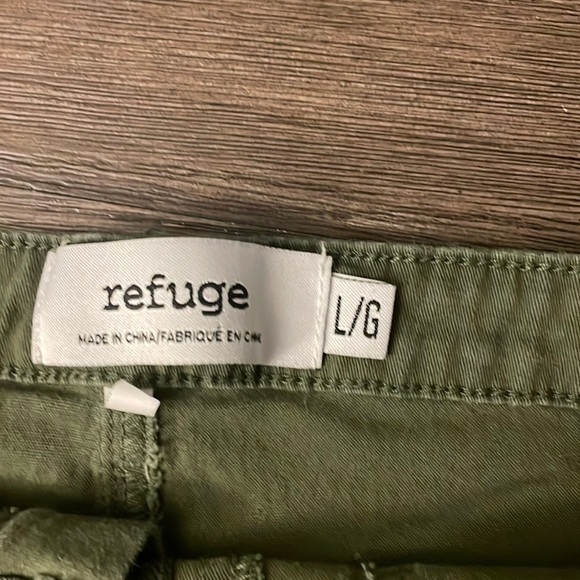 refuge
MADE IN CHINA/FABRIQUÉ EN
L/G